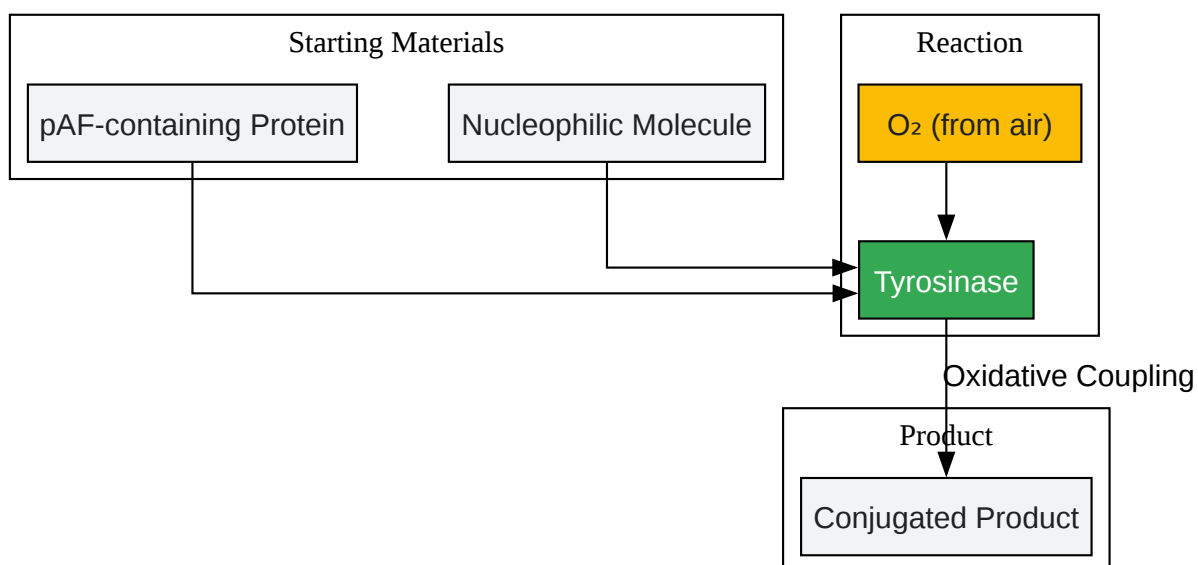 Starting Materials
pAF-containing Protein
Nucleophilic Molecule
Reaction
O₂ (from air)
Tyrosinase
Oxidative Coupling
Product
Conjugated Product